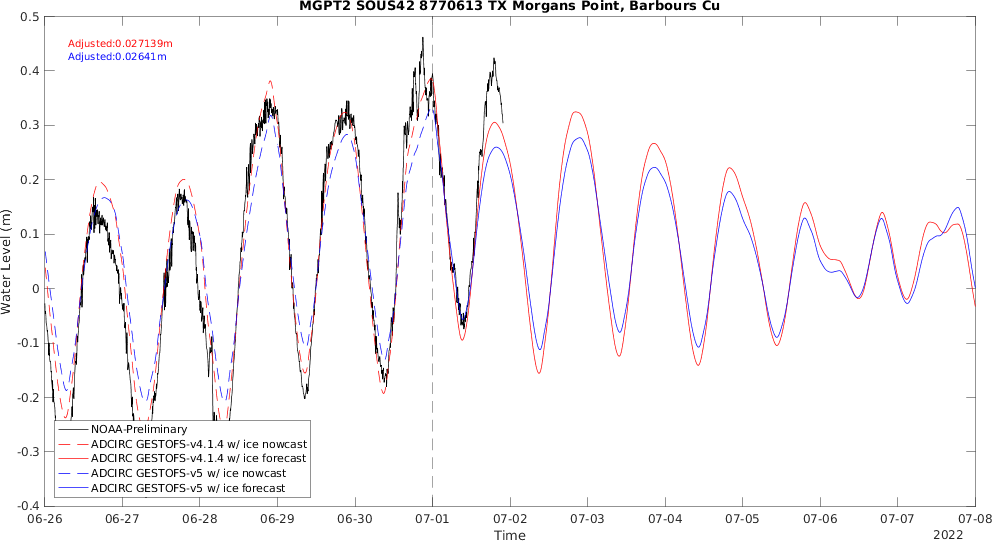 MGPT2 SOUS42 8770613 TX Morgans Point, Barbours Cu
Adjusted:0.027139m
Adjusted:0.02641m
0.5
0.4
0.3
0.2
0.1
0
-0.1
-0.2
-0.3
-0.4
Water Level (m)
NOAA-Preliminary
ADCIRC GESTOFS-v4.1.4 w/ ice nowcast
ADCIRC GESTOFS-v4.1.4 w/ ice forecast
ADCIRC GESTOFS-v5 w/ ice nowcast
ADCIRC GESTOFS-v5 w/ ice forecast
06-26 06-27 06-28 06-29 06-30 07-01 07-02 07-03 07-04 07-05 07-06 07-07 07-08
Time
2022